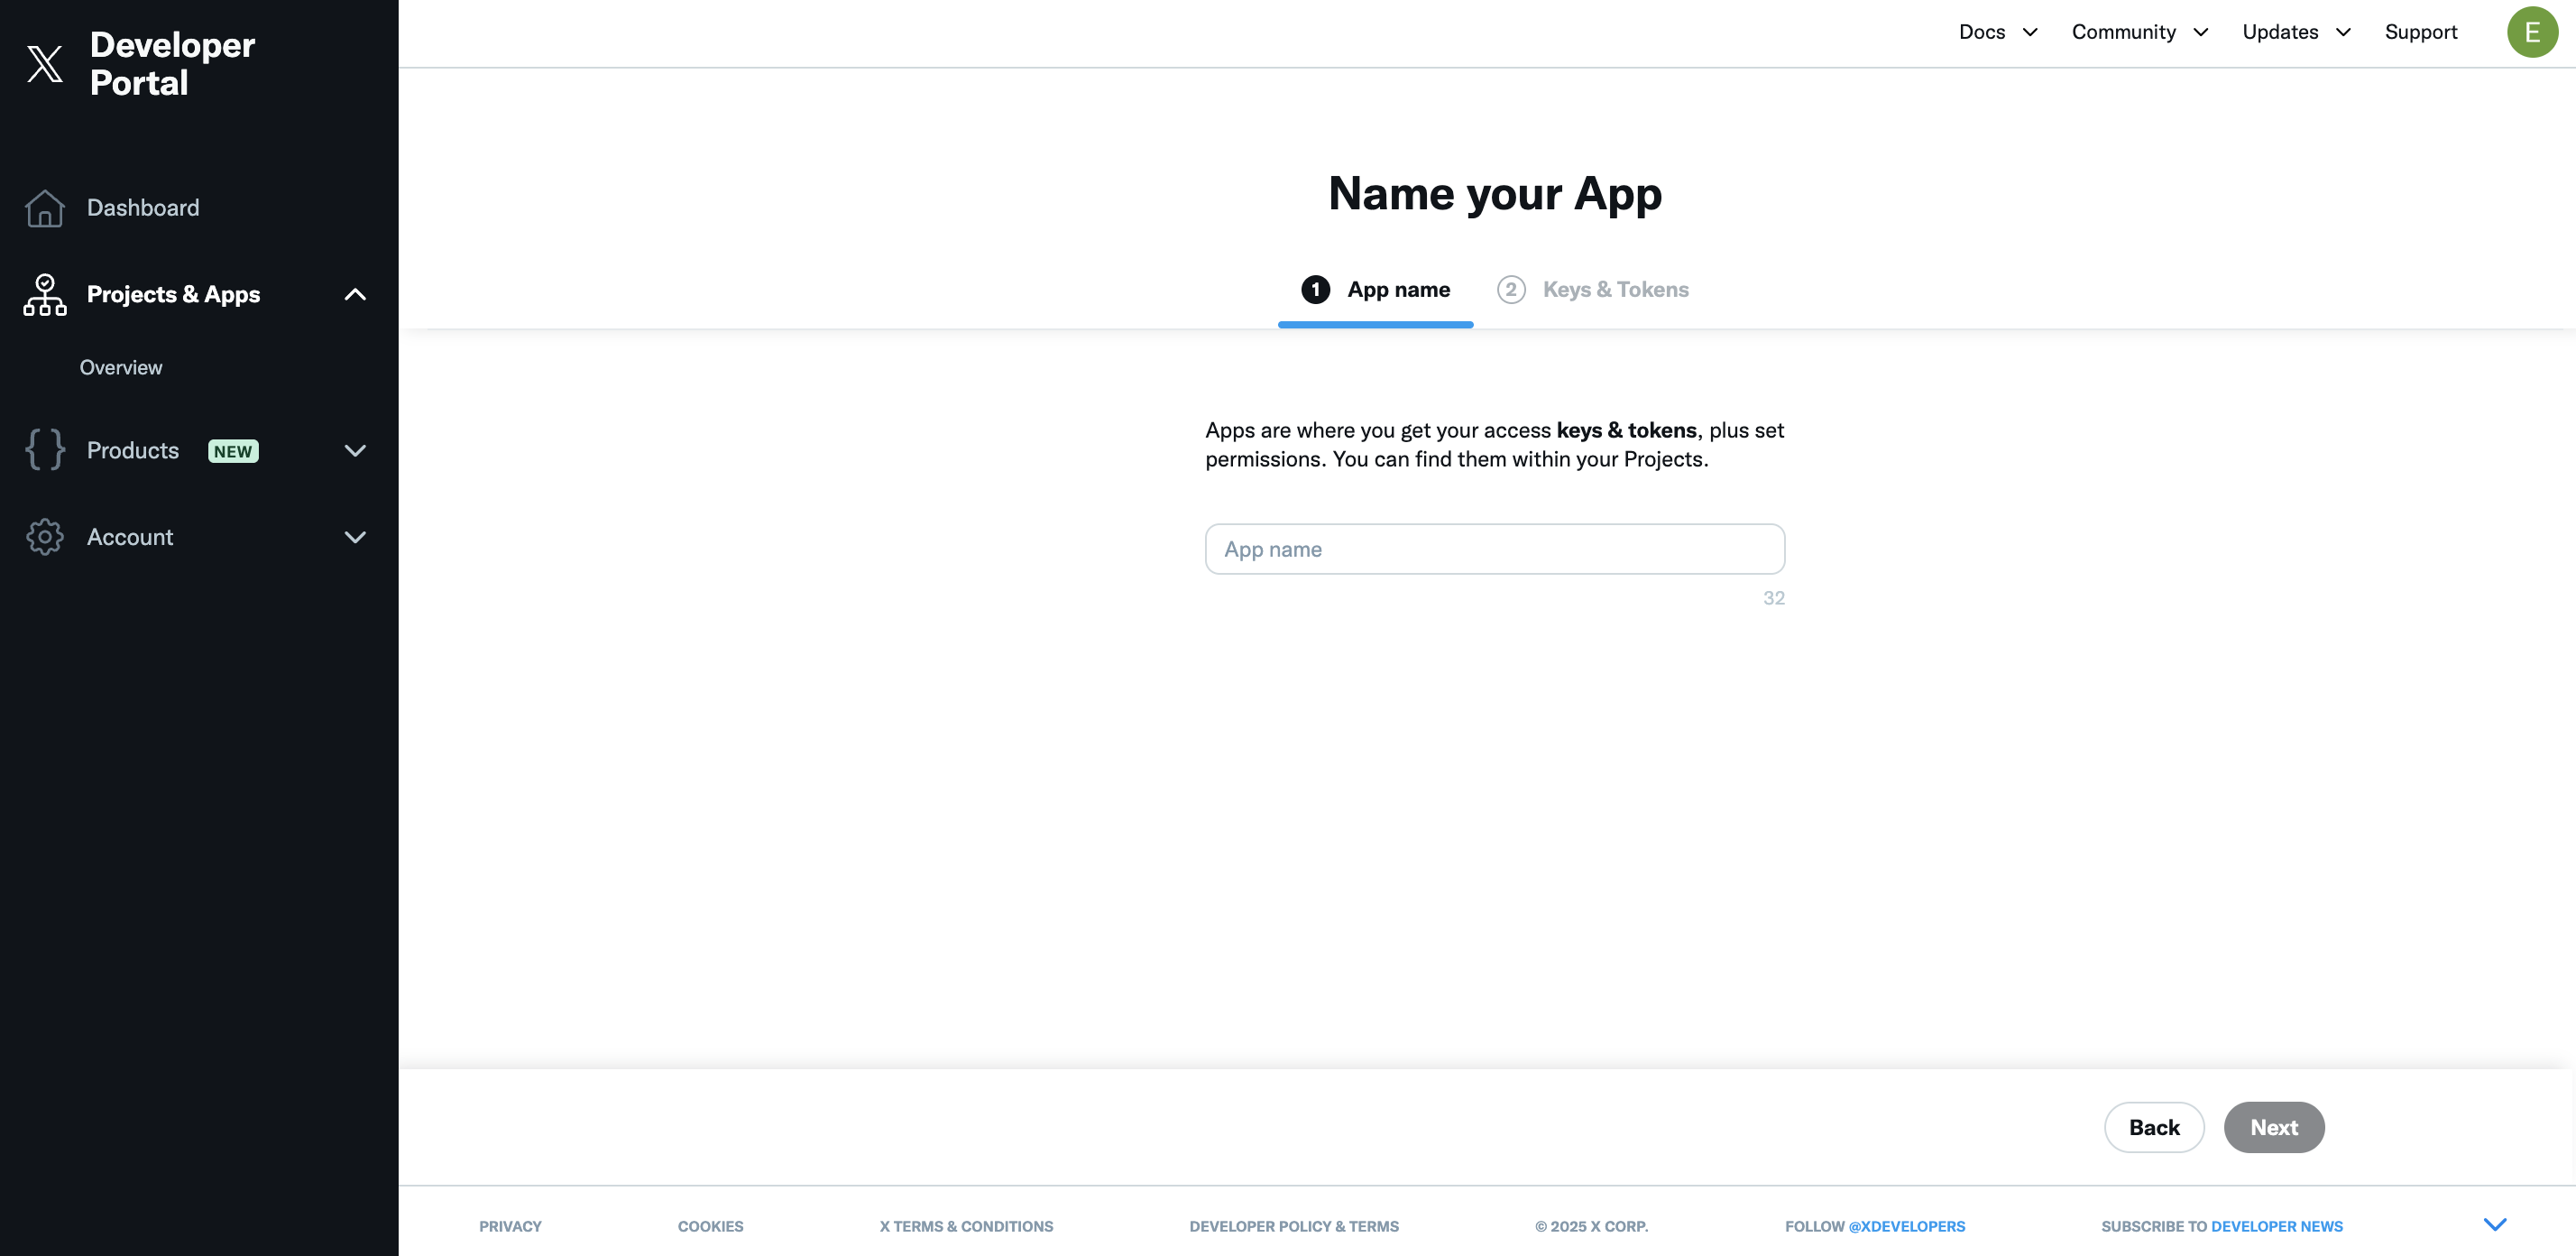 Developer
Portal
Dashboard
Projects & Apps
Overview
Products NEW
Account
Docs Community Updates Support E
Name your App
1 App name 2 Keys & Tokens
Apps are where you get your access keys & tokens, plus set
permissions. You can find them within your Projects.
App name
32
Back Next
PRIVACY COOKIES X TERMS & CONDITIONS DEVELOPER POLICY & TERMS © 2025 X CORP. FOLLOW @XDEVELOPERS SUBSCRIBE TO DEVELOPER NEWS